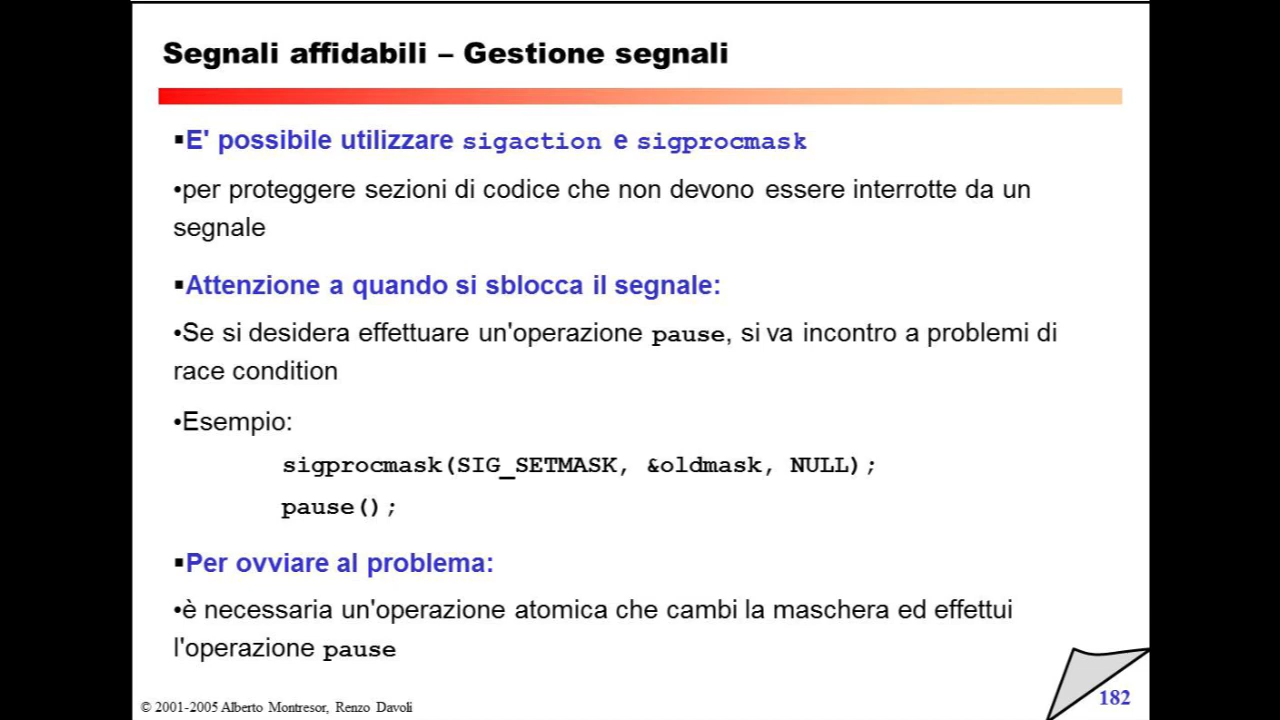 Segnali affidabili – Gestione segnali
▪E' possibile utilizzare sigaction e sigprocmask
•per proteggere sezioni di codice che non devono essere interrotte da un
segnale
▪Attenzione a quando si sblocca il segnale:
•Se si desidera effettuare un'operazione pause, si va incontro a problemi di
race condition
•Esempio:
sigprocmask(SIG_SETMASK, &oldmask, NULL);
pause();
▪Per ovviare al problema:
•è necessaria un'operazione atomica che cambi la maschera ed effettui
l'operazione pause
© 2001-2005 Alberto Montresor, Renzo Davoli
182